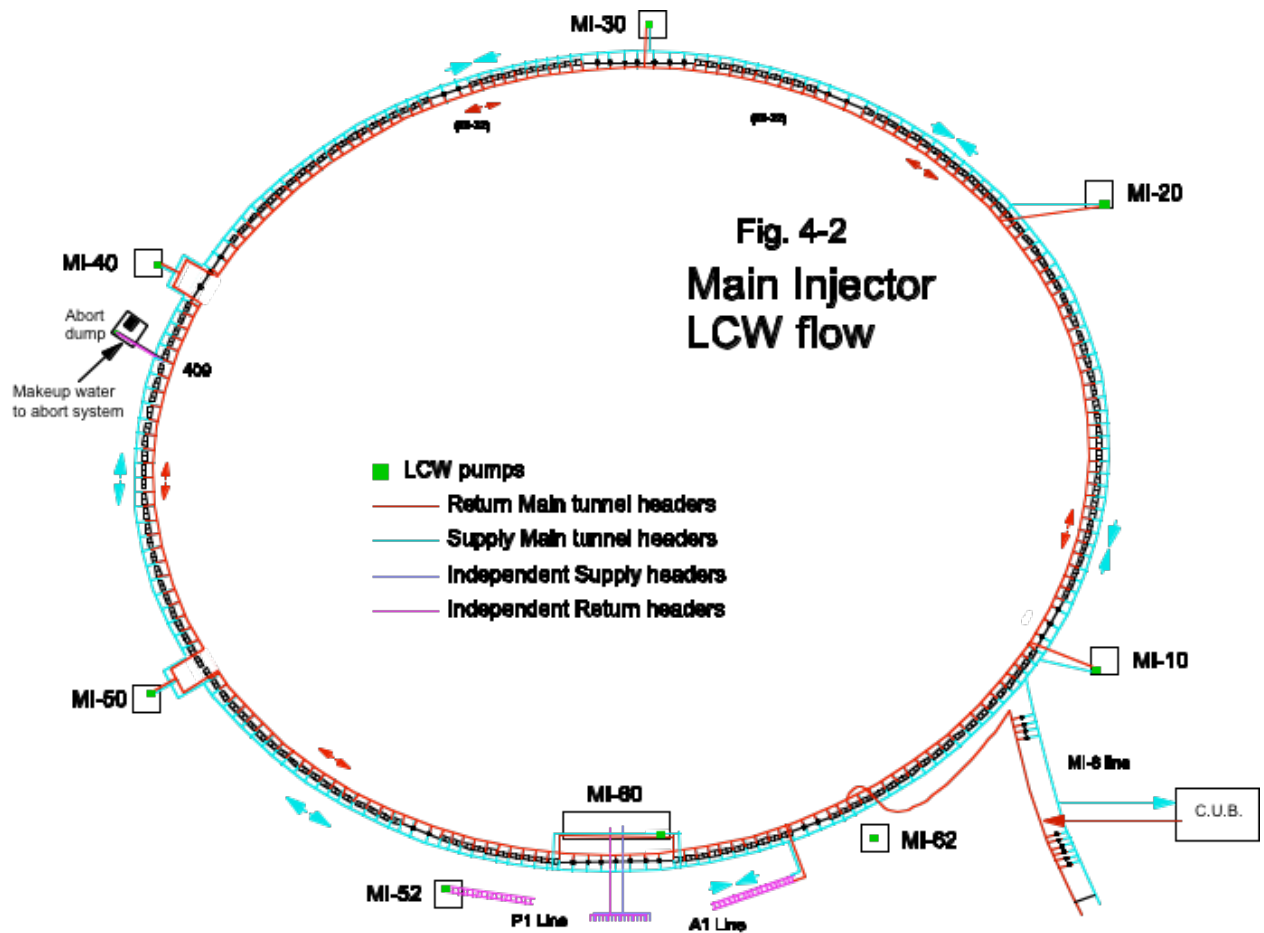 MI-30
MI-20
Fig. 4-2
Main Injector
LCW flow
MI-40
Abort
dump
409
Makeup water
to abort system
LCW pumps
Return Main tunnel headers
Supply Main tunnel headers
Independent Supply headers
Independent Return headers
MI-10
MI-50
MI-8 line
MI-60
C.U.B.
MI-62
MI-52
P1 Line
A1 Line